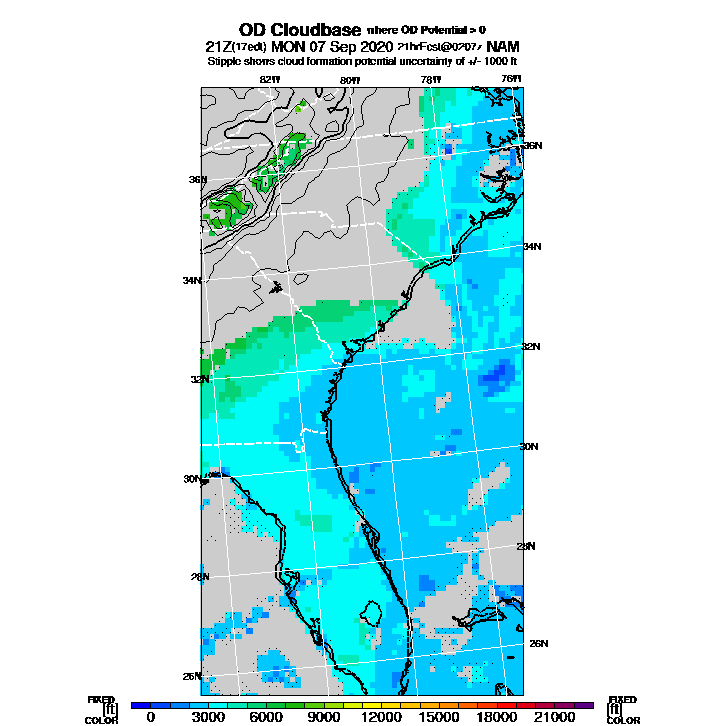 OD Cloudbase where OD Potential > 0
21Z(17edt) MON 07 Sep 2020 NAM
Stipple shows cloud formation potential uncertainty of +/- 1000 ft
82W 80W 78W 76W
36N
36N
34N
34N
32N
32N
30N
30N
28N
28N
26N
26N
FIXED FIXED
[ft] [ft]
COLOR 0 3000 6000 9000 12000 15000 18000 21000 COLOR